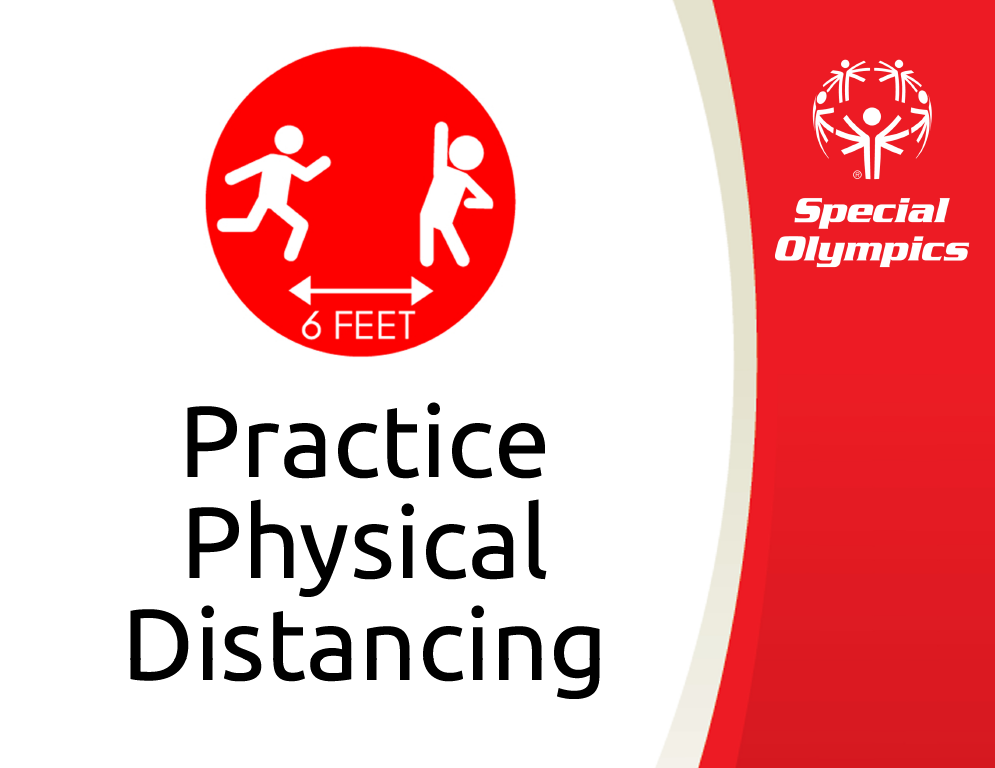 6 FEET
Practice
Physical
Distancing
®
Special
Olympics